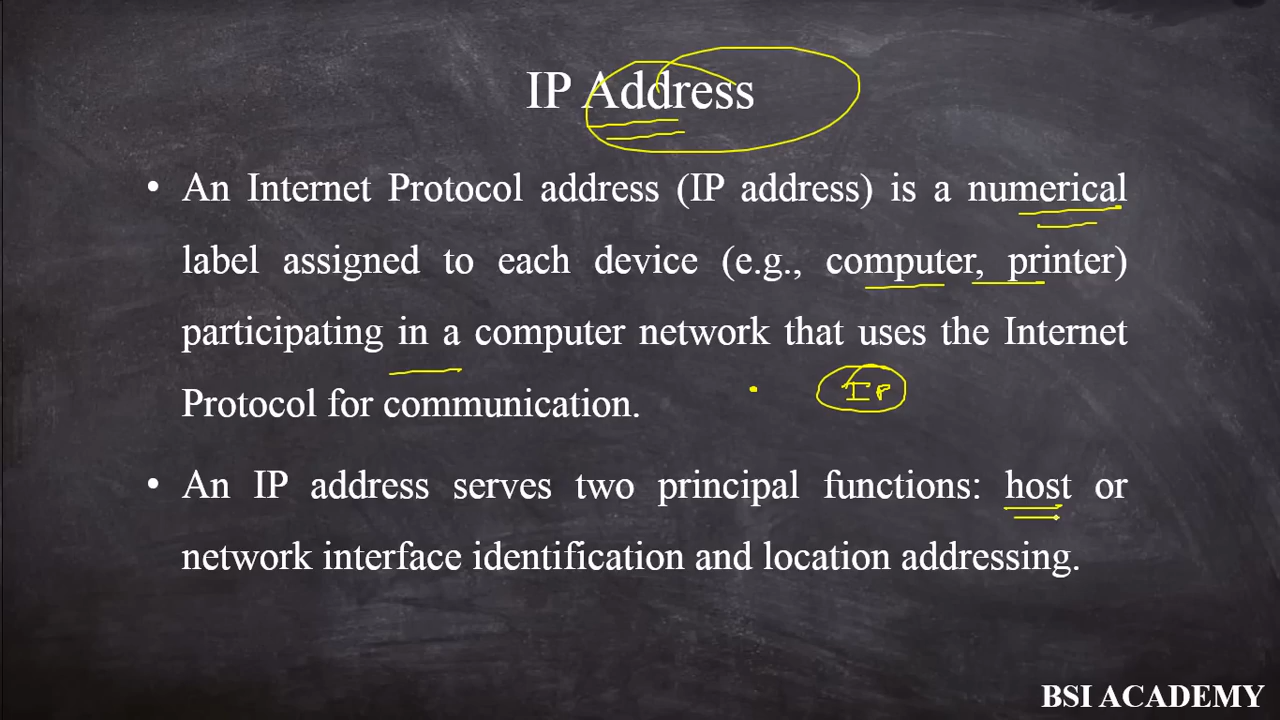 IP Address
• An Internet Protocol address (IP address) is a numerical
label assigned to each device (e.g., computer, printer)
participating in a computer network that uses the Internet
Protocol for communication.
IP
• An IP address serves two principal functions: host or
network interface identification and location addressing.
BSI ACADEMY